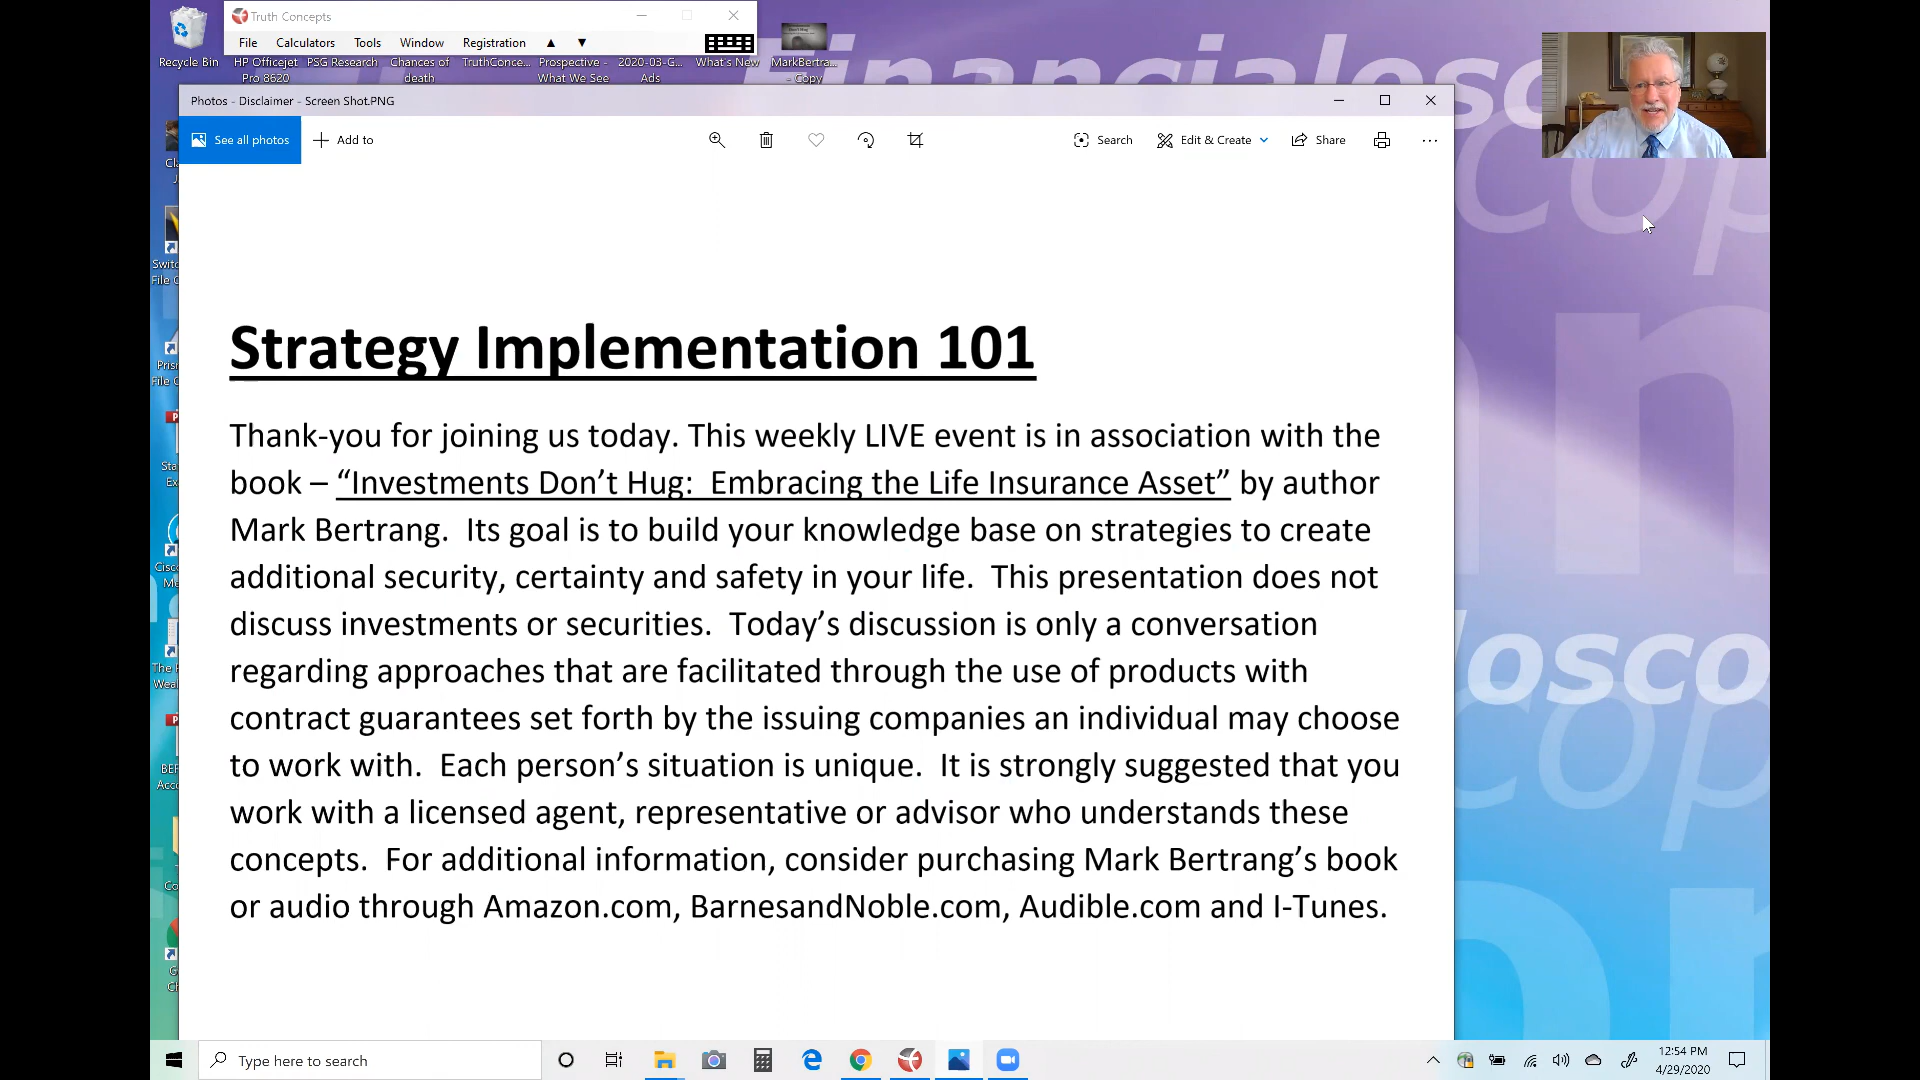 Truth Concepts
File Calculators Tools Window Registration
Recycle Bin
HP Officejet Pro 8620
PSG Research
Chances of death
TruthConce...
Prospective - What We See
2020-03-G... Ads
What's New
MarkBertra... - Copy
Photos - Disclaimer - Screen Shot.PNG
See all photos Add to Search Edit & Create Share
Strategy Implementation 101
Thank-you for joining us today. This weekly LIVE event is in association with the
book – “Investments Don’t Hug:  Embracing the Life Insurance Asset” by author
Mark Bertrang.  Its goal is to build your knowledge base on strategies to create
additional security, certainty and safety in your life.  This presentation does not
discuss investments or securities.  Today’s discussion is only a conversation
regarding approaches that are facilitated through the use of products with
contract guarantees set forth by the issuing companies an individual may choose
to work with.  Each person’s situation is unique.  It is strongly suggested that you
work with a licensed agent, representative or advisor who understands these
concepts.  For additional information, consider purchasing Mark Bertrang’s book
or audio through Amazon.com, BarnesandNoble.com, Audible.com and I-Tunes.
Type here to search
12:54 PM
4/29/2020